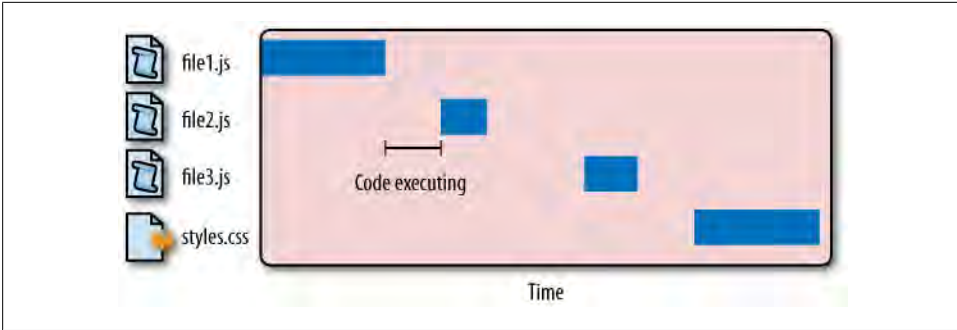 file1.js
file2.js
file3.js
Code executing
styles.css
Time